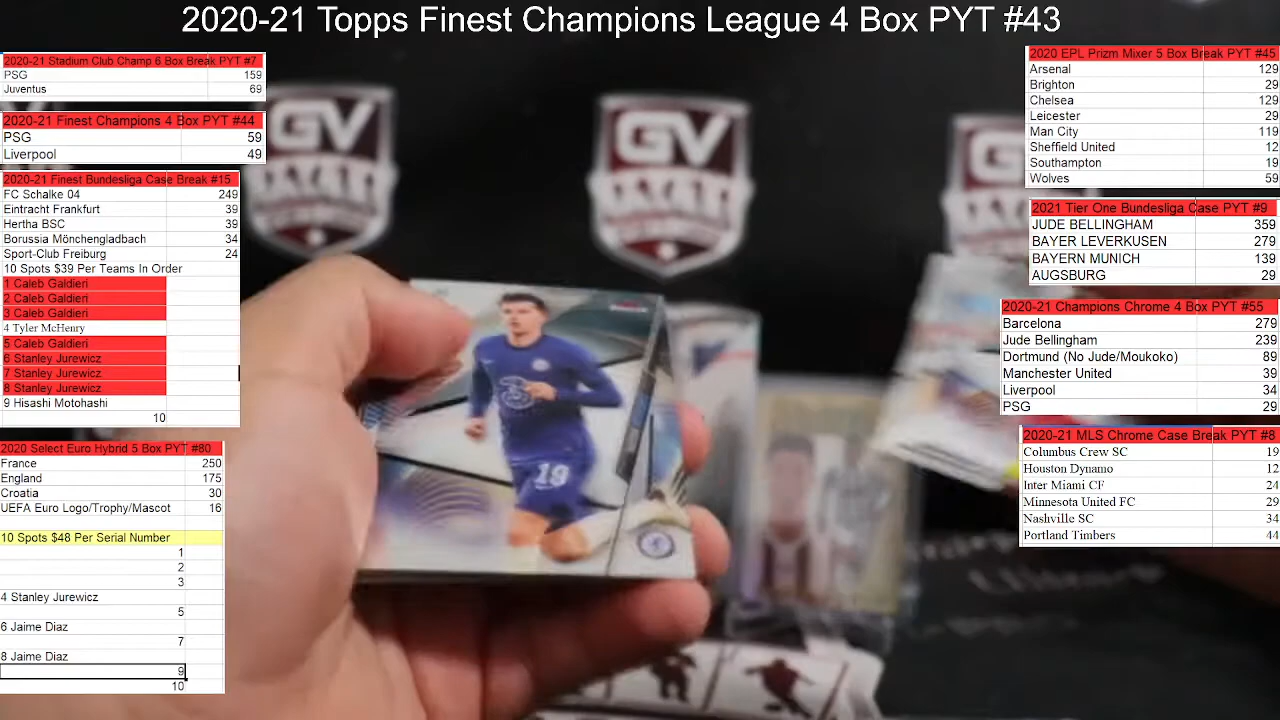 2020-21 Topps Finest Champions League 4 Box PYT #43
2020-21 Stadium Club Champ 6 Box Break PYT #7
PSG 159
Juventus 69
2020-21 Finest Champions 4 Box PYT #44
PSG 59
Liverpool 49
2020-21 Finest Bundesliga Case Break #15
FC Schalke 04 249
Eintracht Frankfurt 39
Hertha BSC 39
Borussia Mönchengladbach 34
Sport-Club Freiburg 24
10 Spots $39 Per Teams In Order
1 Caleb Galdieri
2 Caleb Galdieri
3 Caleb Galdieri
4 Tyler McHenry
5 Caleb Galdieri
6 Stanley Jurewicz
7 Stanley Jurewicz
8 Stanley Jurewicz
9 Hisashi Motohashi
10
2020 Select Euro Hybrid 5 Box PYT #80
France 250
England 175
Croatia 30
UEFA Euro Logo/Trophy/Mascot 16
10 Spots $48 Per Serial Number
1
2
3
4 Stanley Jurewicz
5
6 Jaime Diaz
7
8 Jaime Diaz
9
10
GV
GV
GV
3
19
2020 EPL Prizm Mixer 5 Box Break PYT #45
Arsenal 129
Brighton 29
Chelsea 129
Leicester 29
Man City 119
Sheffield United 12
Southampton 19
Wolves 59
2021 Tier One Bundesliga Case PYT #9
JUDE BELLINGHAM 359
BAYER LEVERKUSEN 279
BAYERN MUNICH 139
AUGSBURG 29
2020-21 Champions Chrome 4 Box PYT #55
Barcelona 279
Jude Bellingham 239
Dortmund (No Jude/Moukoko) 89
Manchester United 39
Liverpool 34
PSG 29
2020-21 MLS Chrome Case Break PYT #8
Columbus Crew SC 19
Houston Dynamo 12
Inter Miami CF 24
Minnesota United FC 29
Nashville SC 34
Portland Timbers 44